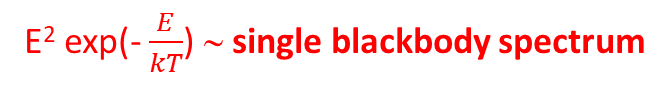 E² exp(-E/kT) ~ single blackbody spectrum